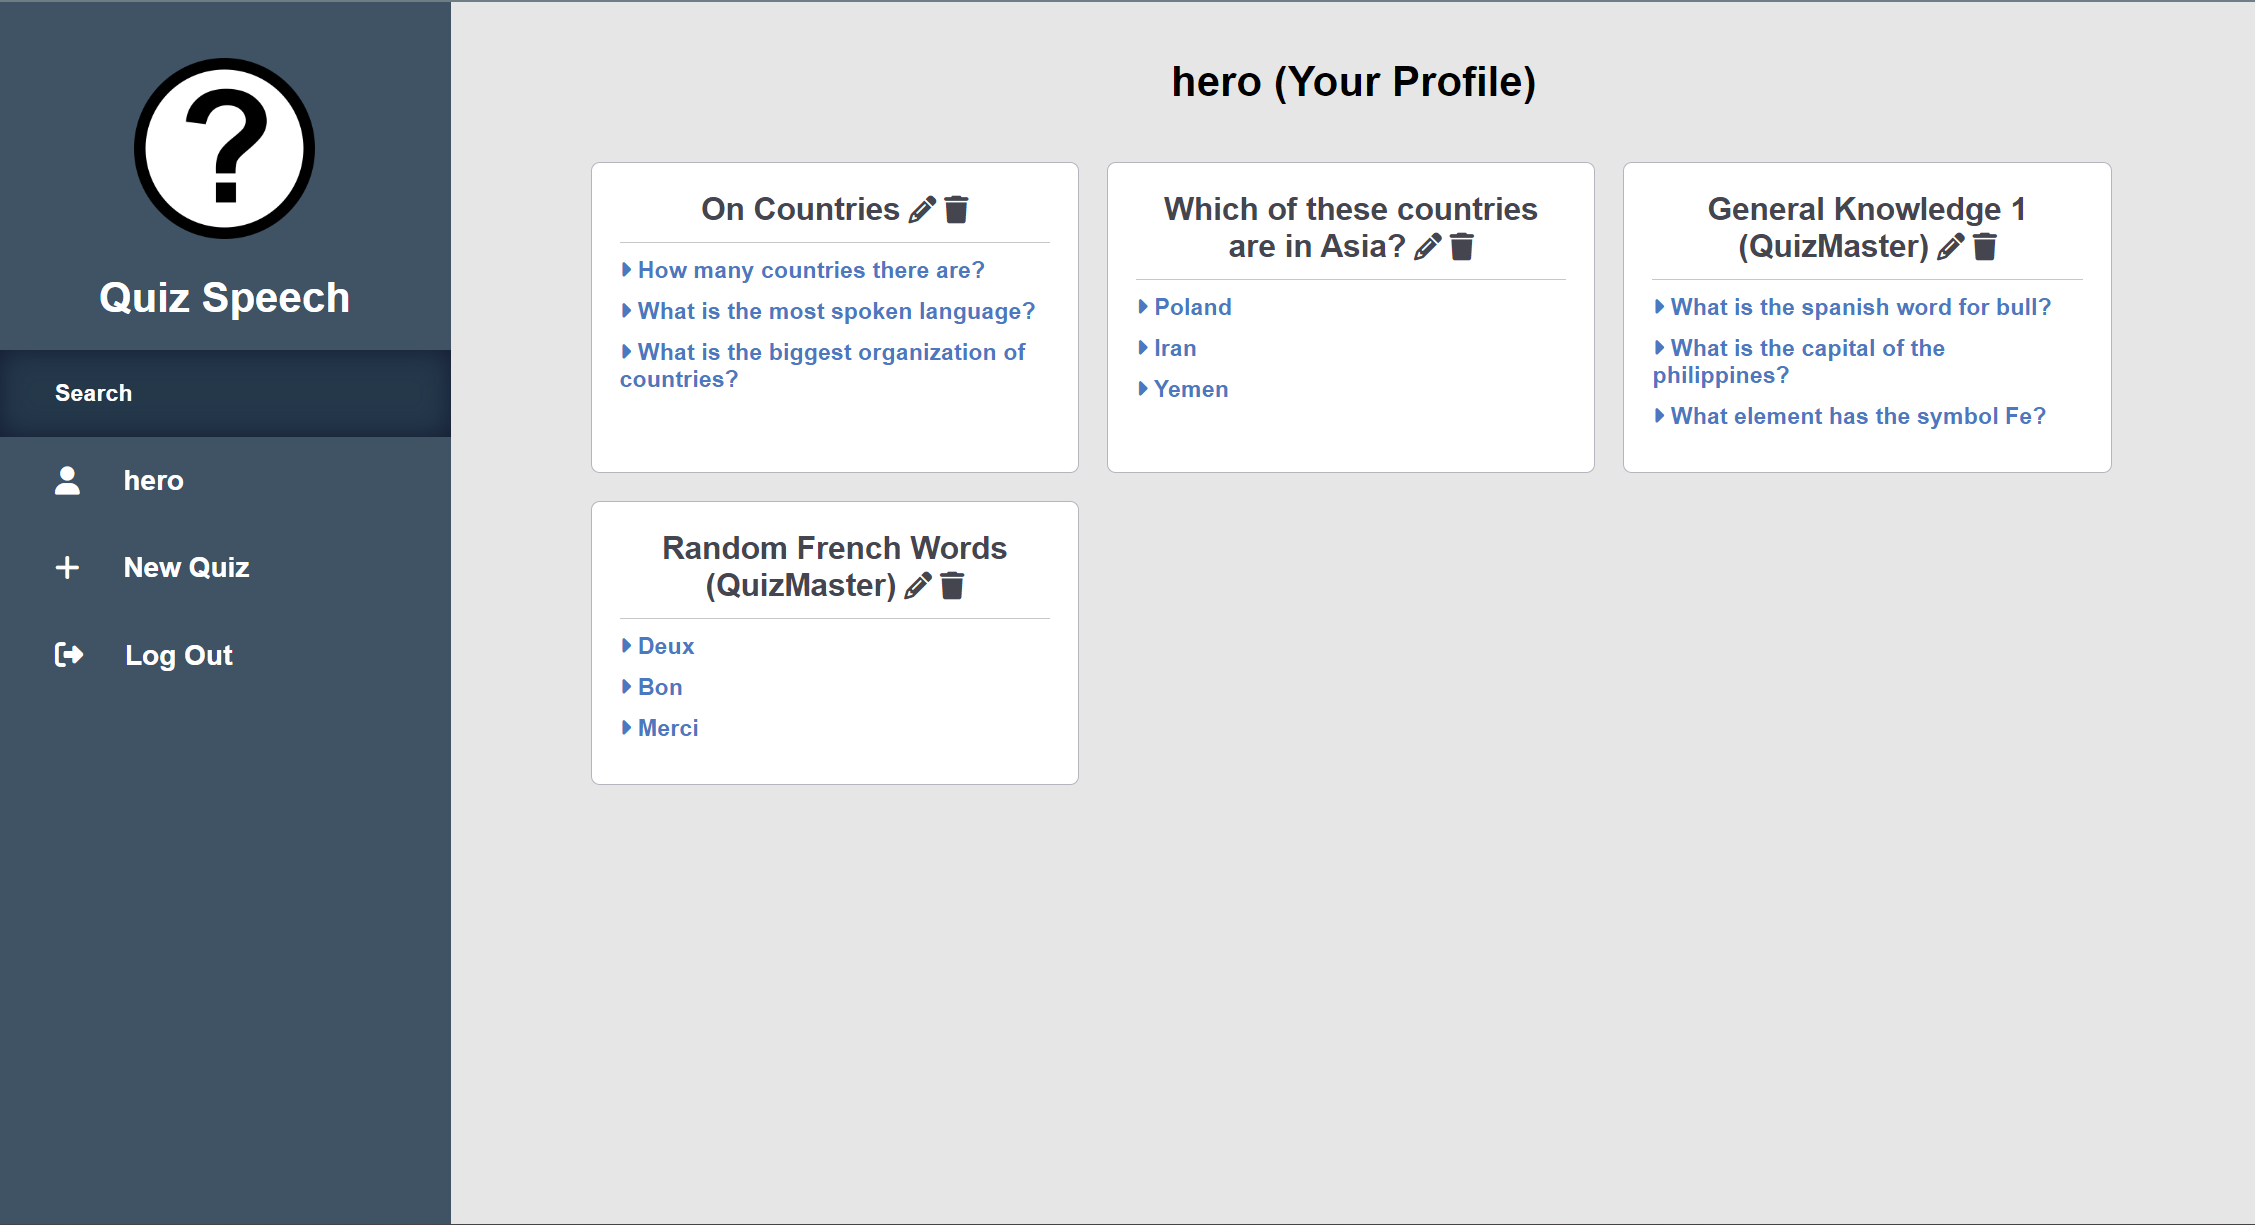 ?
Quiz Speech
Search
hero
New Quiz
Log Out
hero (Your Profile)
On Countries
How many countries there are?
What is the most spoken language?
What is the biggest organization of
countries?
Which of these countries
are in Asia?
Poland
Iran
Yemen
General Knowledge 1
(QuizMaster)
What is the spanish word for bull?
What is the capital of the
philippines?
What element has the symbol Fe?
Random French Words
(QuizMaster)
Deux
Bon
Merci